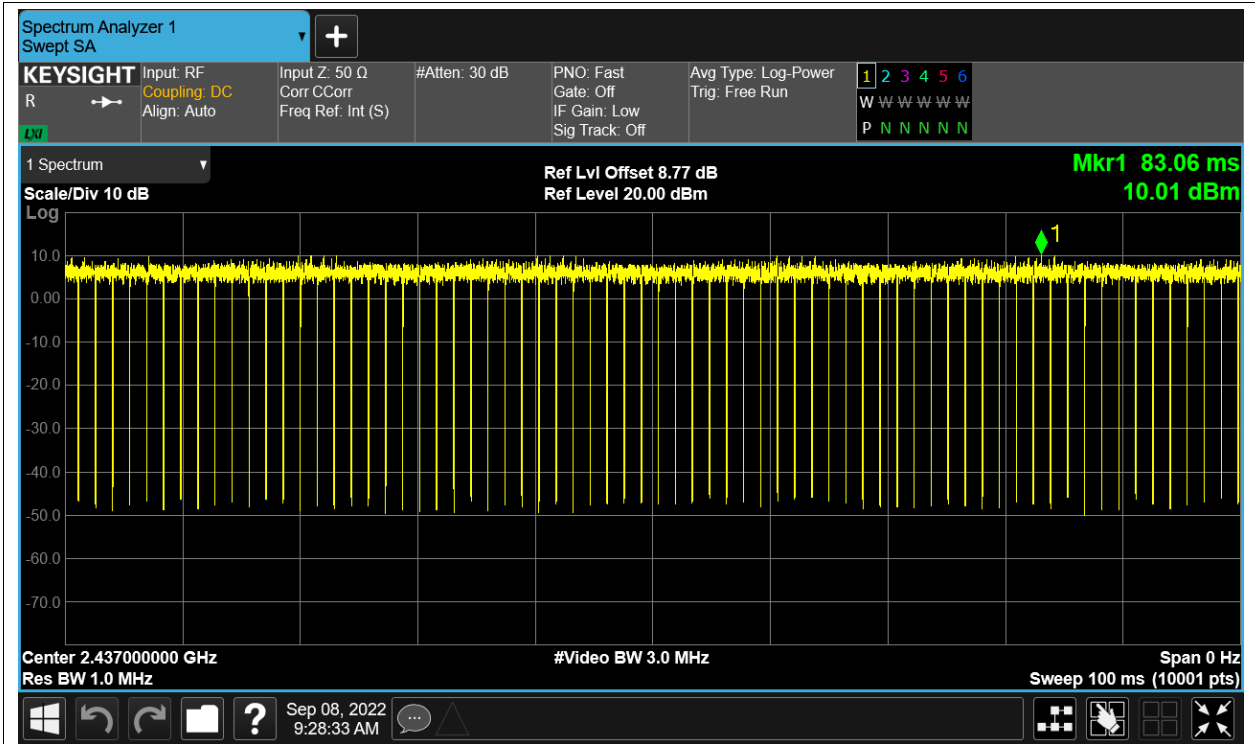 Spectrum Analyzer 1
Swept SA
KEYSIGHT
R
LXI
Input: RF
Coupling: DC
Align: Auto
Input Z: 50 Ω
Corr CCorr
Freq Ref: Int (S)
#Atten: 30 dB
PNO: Fast
Gate: Off
IF Gain: Low
Sig Track: Off
Avg Type: Log-Power
Trig: Free Run
1 2 3 4 5 6
W W W W W W
P N N N N N
1 Spectrum
Scale/Div 10 dB
Log
Ref Lvl Offset 8.77 dB
Ref Level 20.00 dBm
Mkr1 83.06 ms
10.01 dBm
1
10.0
0.00
-10.0
-20.0
-30.0
-40.0
-50.0
-60.0
-70.0
Center 2.437000000 GHz
Res BW 1.0 MHz
#Video BW 3.0 MHz
Span 0 Hz
Sweep 100 ms (10001 pts)
?
Sep 08, 2022
9:28:33 AM